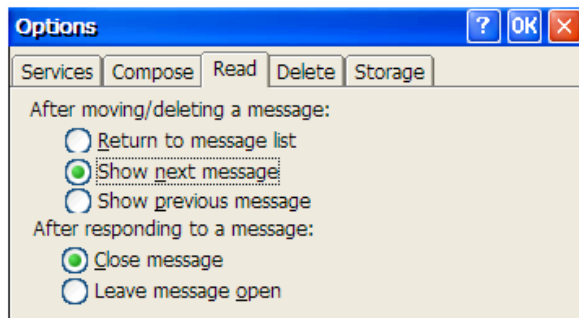 Options ? OK ×
Services Compose Read Delete Storage
After moving/deleting a message:
Return to message list
Show next message
Show previous message
After responding to a message:
Close message
Leave message open